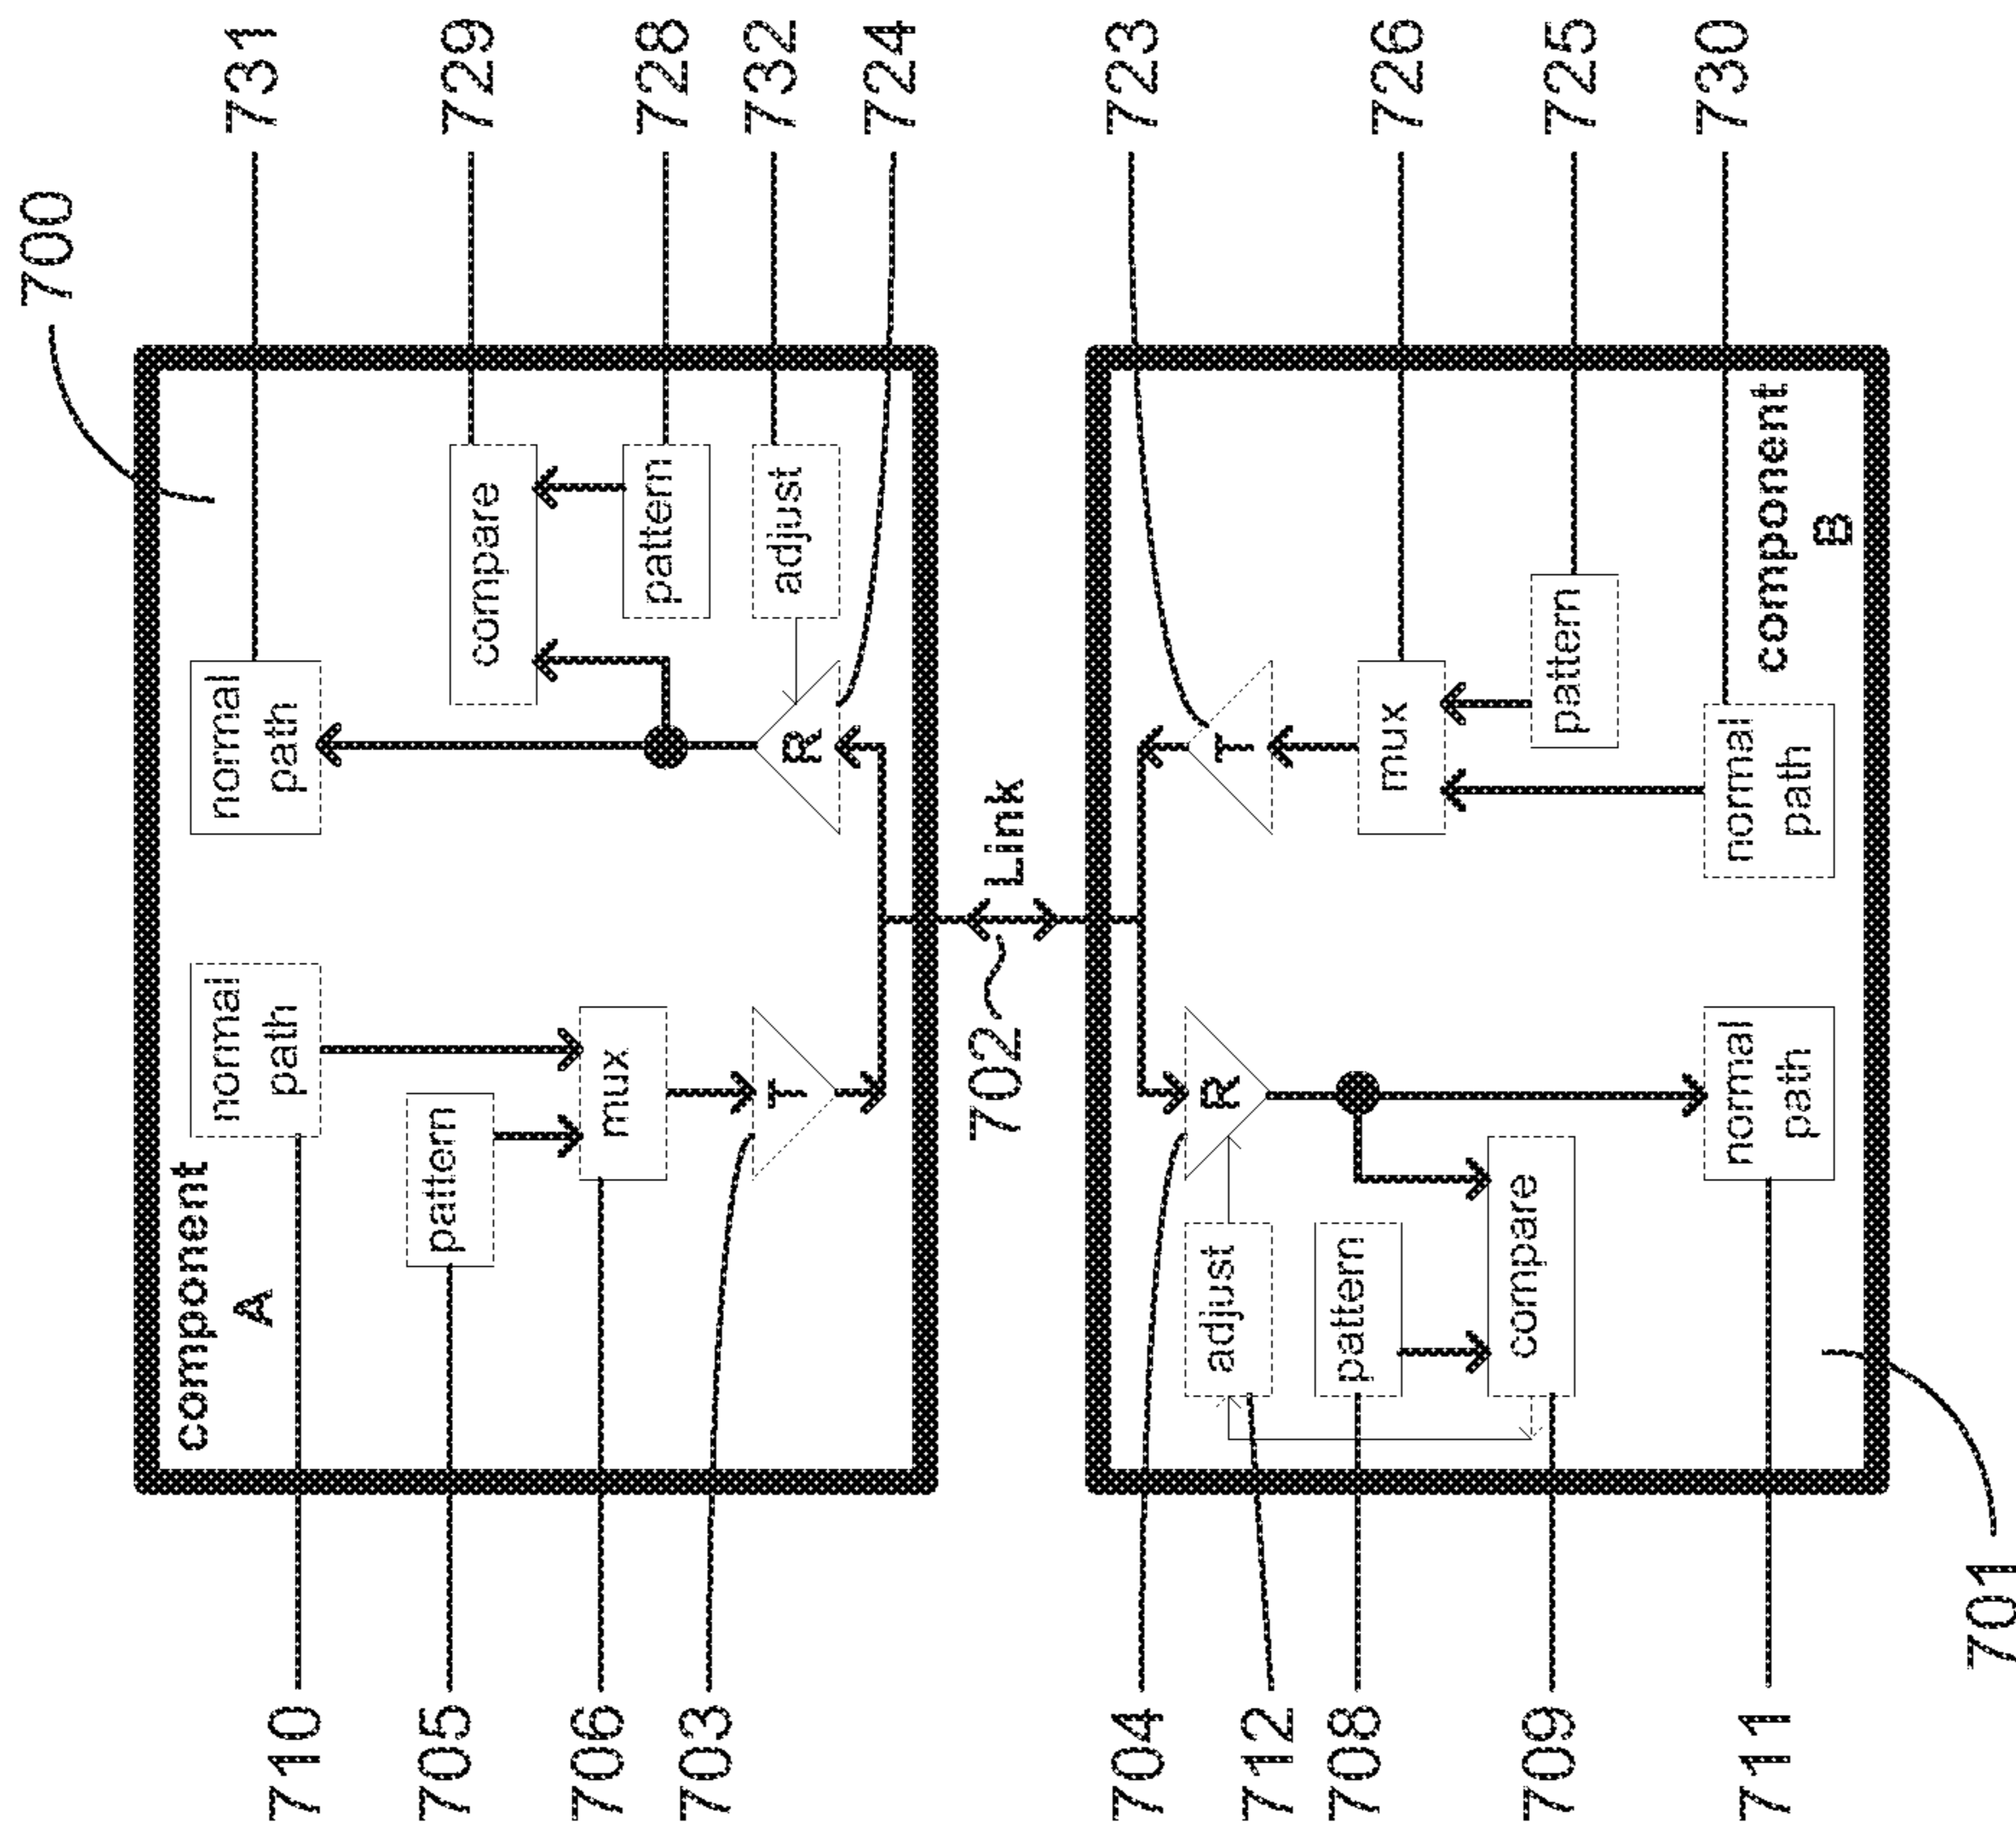 700
731
729
728
732
724
723
726
725
730
component
A
normal
path
pattern
mux
T
normal
path
compare
pattern
adjust
R
Link
702
R
adjust
pattern
compare
normal
path
T
mux
pattern
normal
path
component
B
710
705
706
703
704
712
708
709
711
701